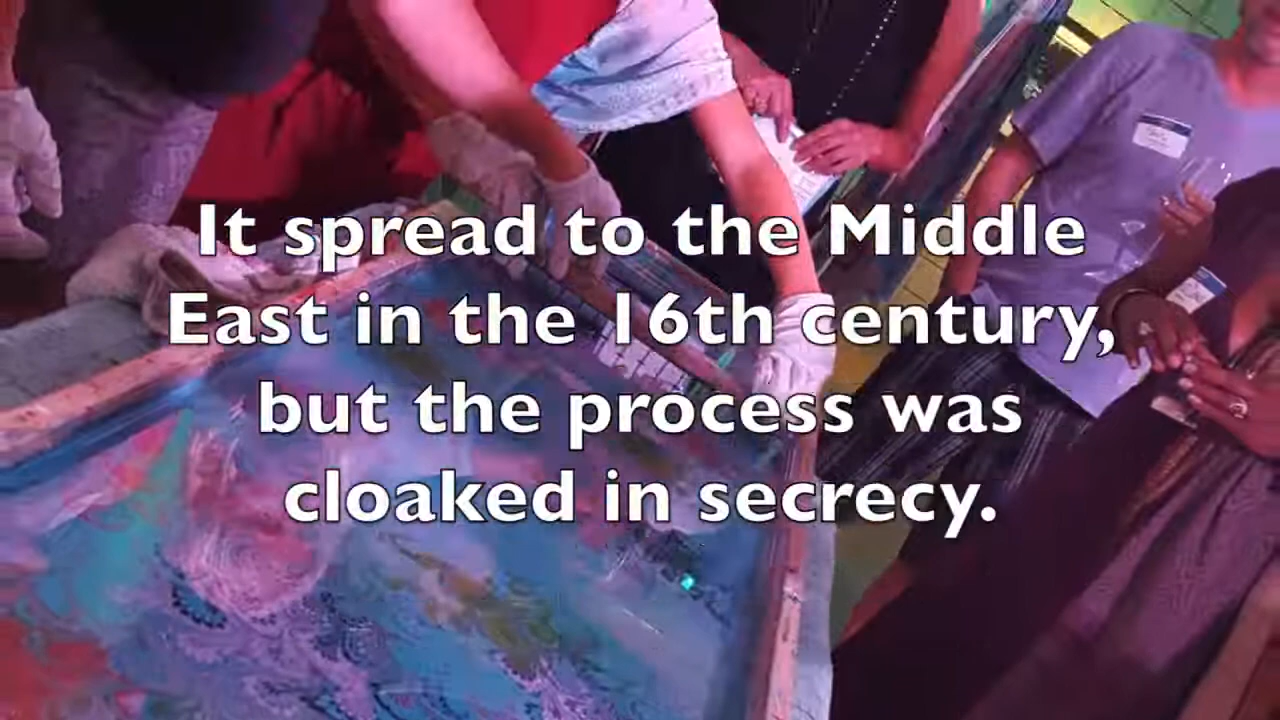 It spread to the Middle
East in the 16th century,
but the process was
cloaked in secrecy.